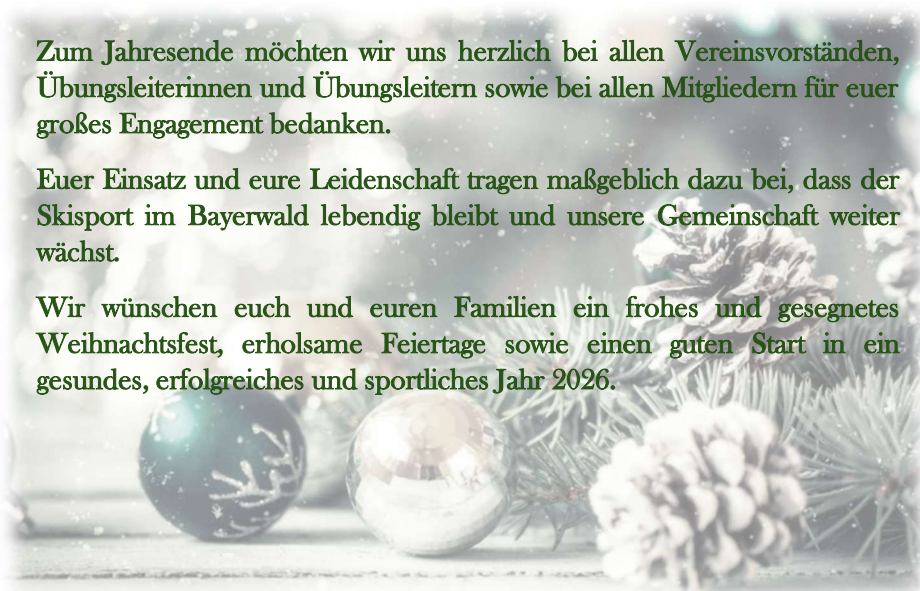 Zum Jahresende möchten wir uns herzlich bei allen Vereinsvorständen,
Übungsleiterinnen und Übungsleitern sowie bei allen Mitgliedern für euer
großes Engagement bedanken.
Euer Einsatz und eure Leidenschaft tragen maßgeblich dazu bei, dass der
Skisport im Bayerwald lebendig bleibt und unsere Gemeinschaft weiter
wächst.
Wir wünschen euch und euren Familien ein frohes und gesegnetes
Weihnachtsfest, erholsame Feiertage sowie einen guten Start in ein
gesundes, erfolgreiches und sportliches Jahr 2026.